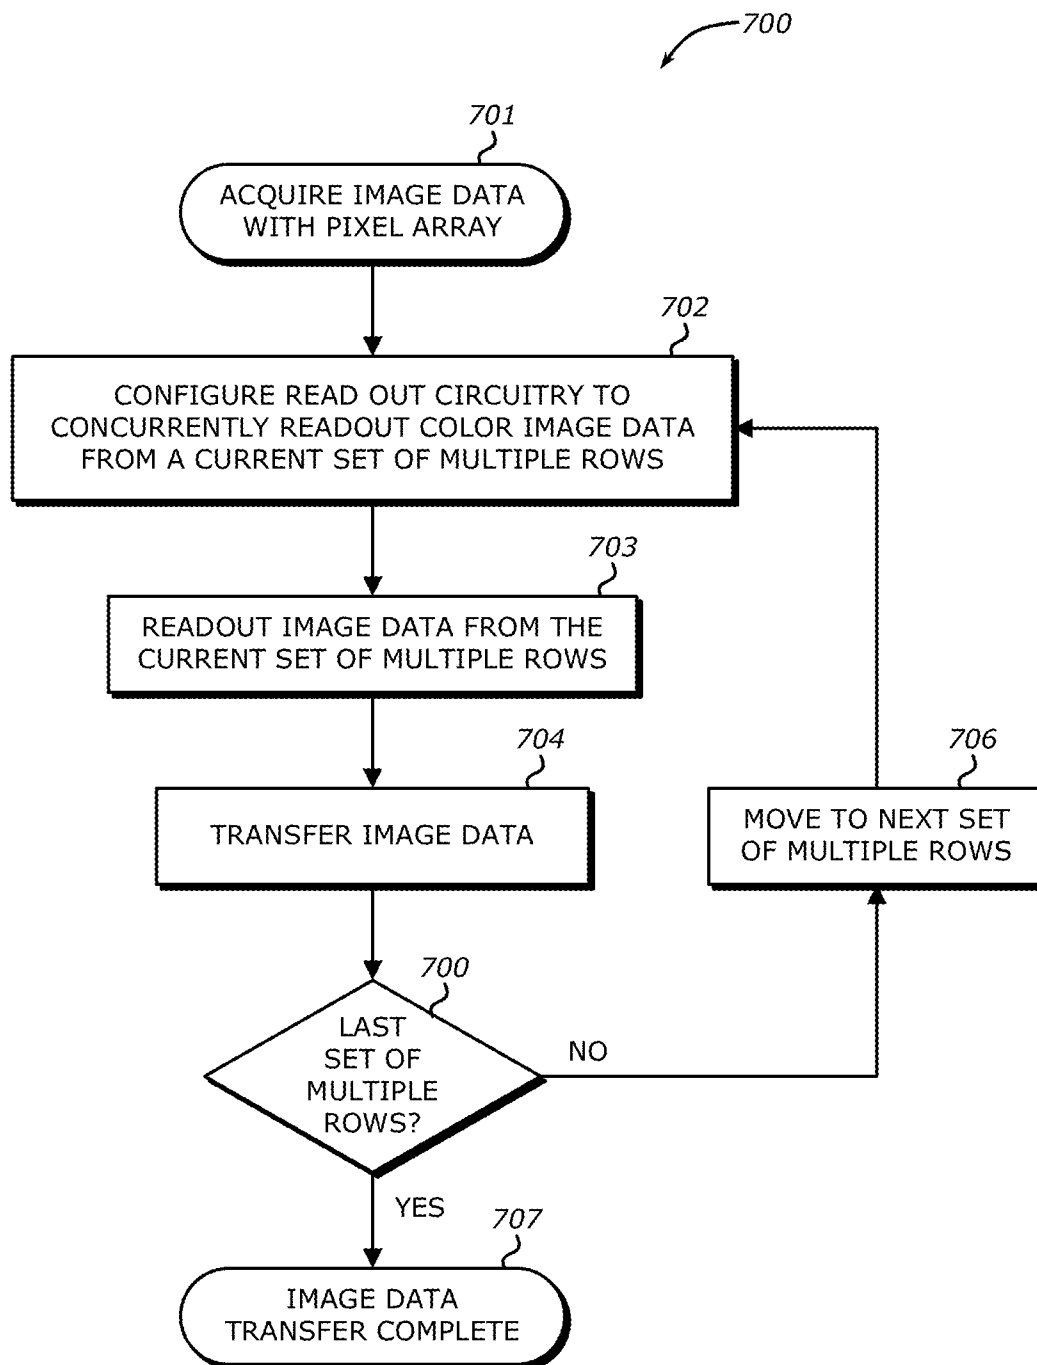 700
701
ACQUIRE IMAGE DATA
WITH PIXEL ARRAY
702
CONFIGURE READ OUT CIRCUITRY TO
CONCURRENTLY READOUT COLOR IMAGE DATA
FROM A CURRENT SET OF MULTIPLE ROWS
703
READOUT IMAGE DATA FROM THE
CURRENT SET OF MULTIPLE ROWS
704
TRANSFER IMAGE DATA
706
MOVE TO NEXT SET
OF MULTIPLE ROWS
700
LAST
SET OF
MULTIPLE
ROWS?
NO
YES
707
IMAGE DATA
TRANSFER COMPLETE